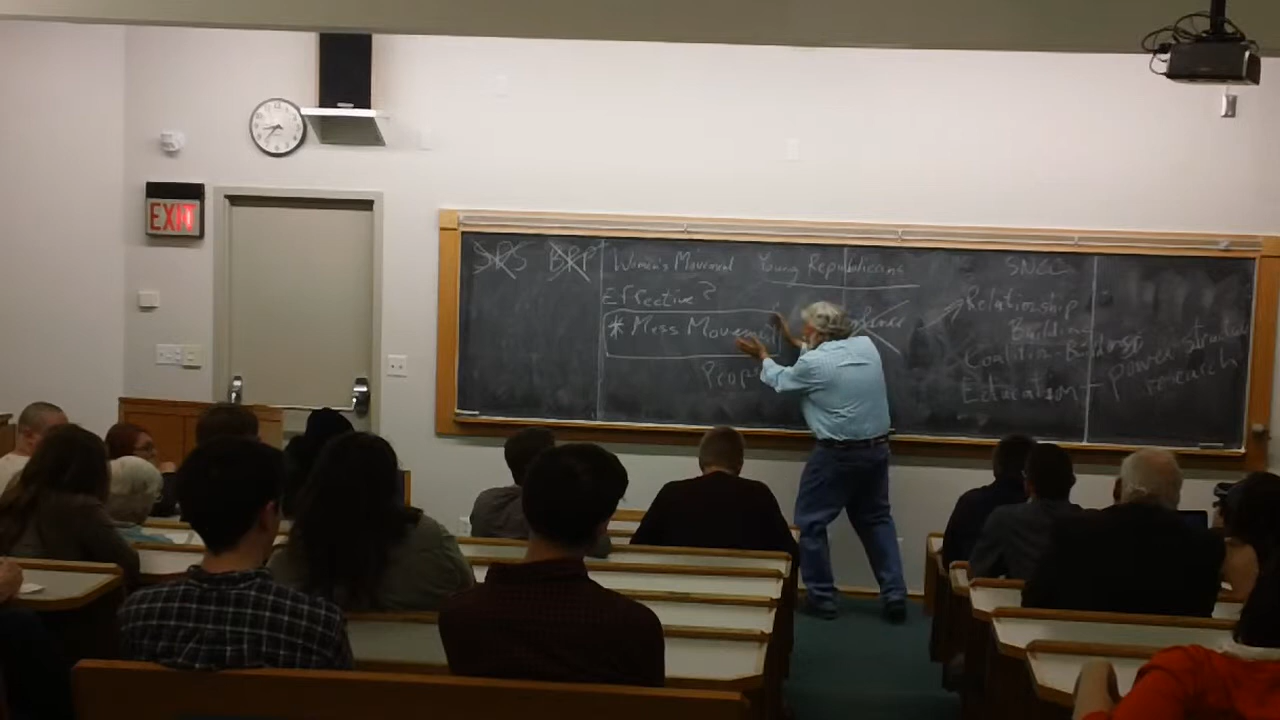 EXIT
SDS BPP Women's Movement Young Republicans SNCC
Effective?
* Mass Movement
Relationship
Building
Coalition-Building
Education + power structure
research